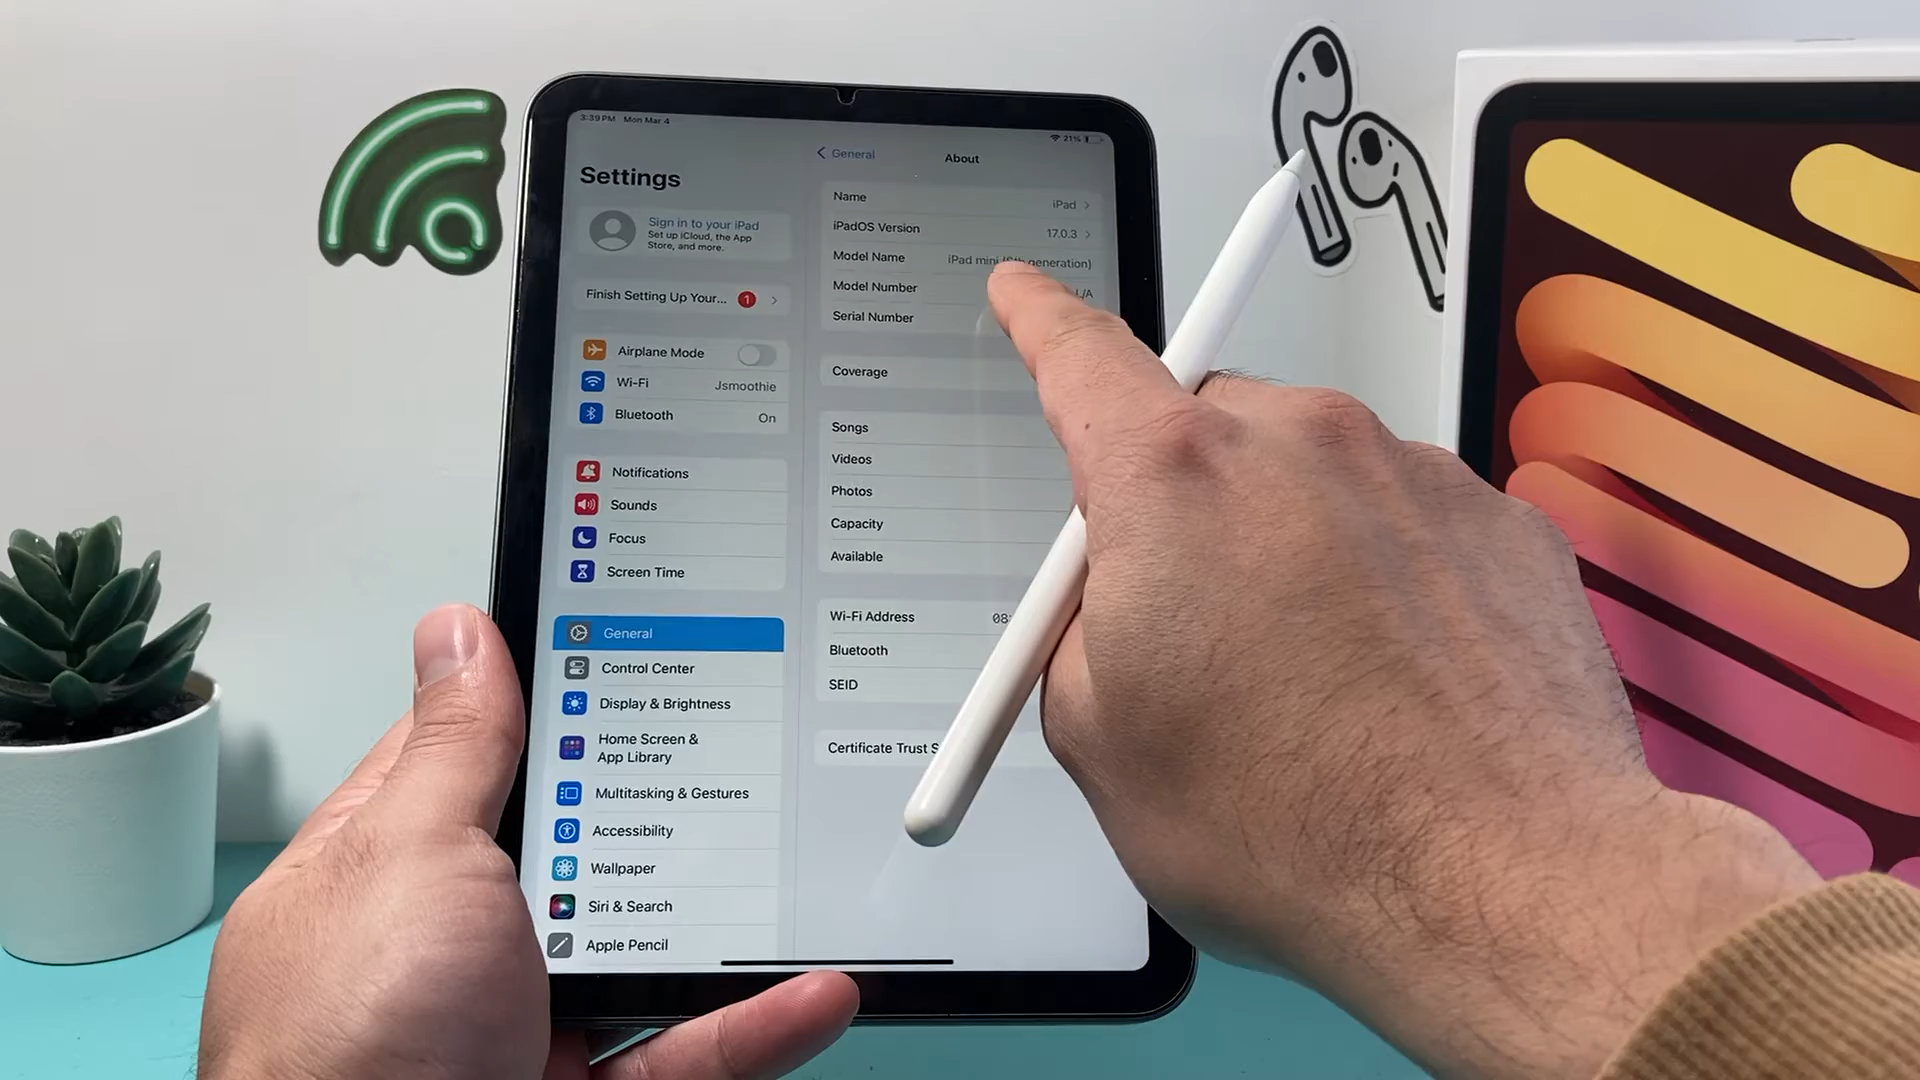 3:39 PM Mon Mar 4
21%
Settings
Sign in to your iPad
Set up iCloud, the App
Store, and more.
Finish Setting Up Your... 1
Airplane Mode
Wi-Fi Jsmoothie
Bluetooth On
Notifications
Sounds
Focus
Screen Time
General
Control Center
Display & Brightness
Home Screen &
App Library
Multitasking & Gestures
Accessibility
Wallpaper
Siri & Search
Apple Pencil
General About
Name iPad
iPadOS Version 17.0.3
Model Name iPad mini generation)
Model Number L/A
Serial Number
Coverage
Songs
Videos
Photos
Capacity
Available
Wi-Fi Address 08:
Bluetooth
SEID
Certificate Trust